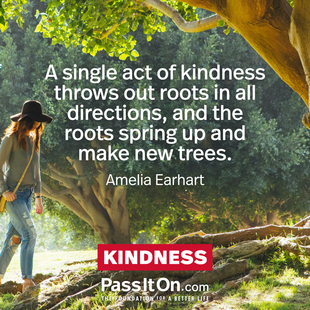 A single act of kindness
throws out roots in all
directions, and the
roots spring up and
make new trees.
Amelia Earhart
KINDNESS
PassItOn.com
THE FOUNDATION FOR A BETTER LIFE